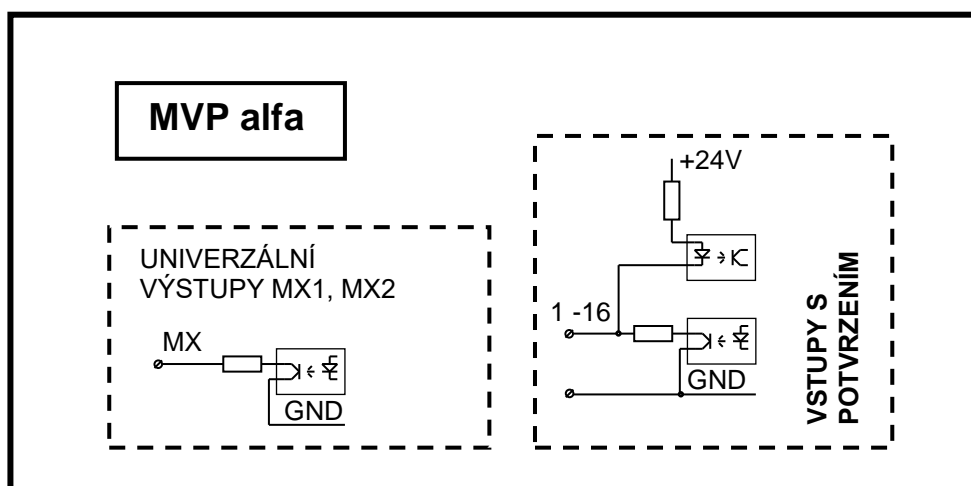 MVP alfa
UNIVERZÁLNÍ
VÝSTUPY MX1, MX2
MX
GND
+24V
1 -16
GND
VSTUPY S
POTVRZENÍM